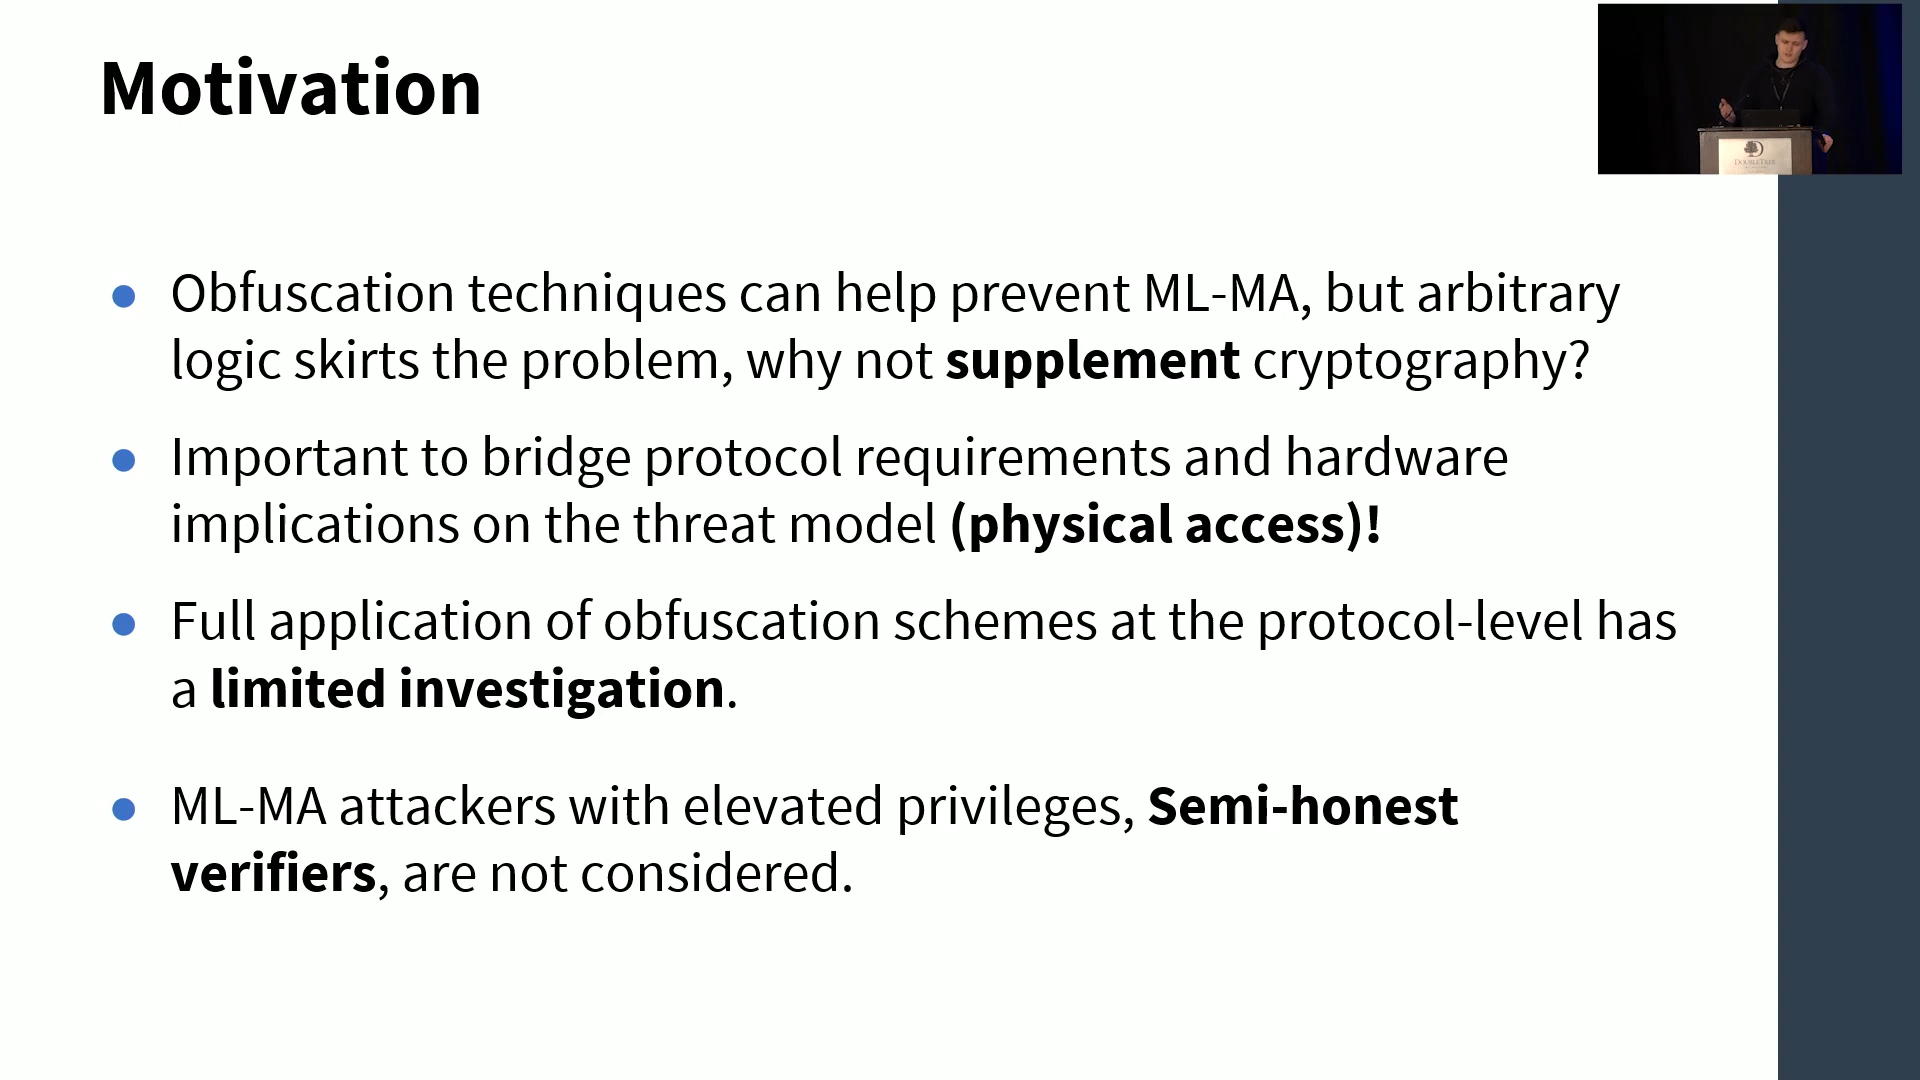 Motivation
DOUBLETREE
Obfuscation techniques can help prevent ML-MA, but arbitrary
logic skirts the problem, why not supplement cryptography?
Important to bridge protocol requirements and hardware
implications on the threat model (physical access)!
Full application of obfuscation schemes at the protocol-level has
a limited investigation.
ML-MA attackers with elevated privileges, Semi-honest
verifiers, are not considered.